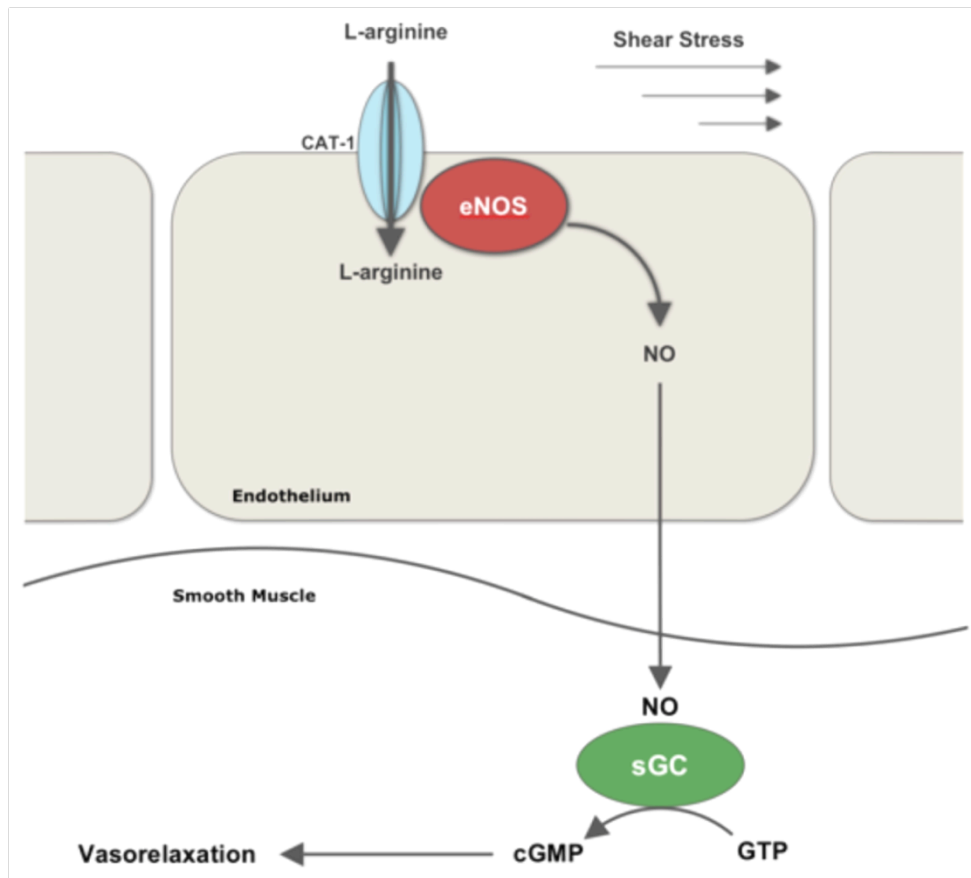 L-arginine
Shear Stress
CAT-1
eNOS
L-arginine
NO
Endothelium
Smooth Muscle
NO
sGC
Vasorelaxation
cGMP
GTP